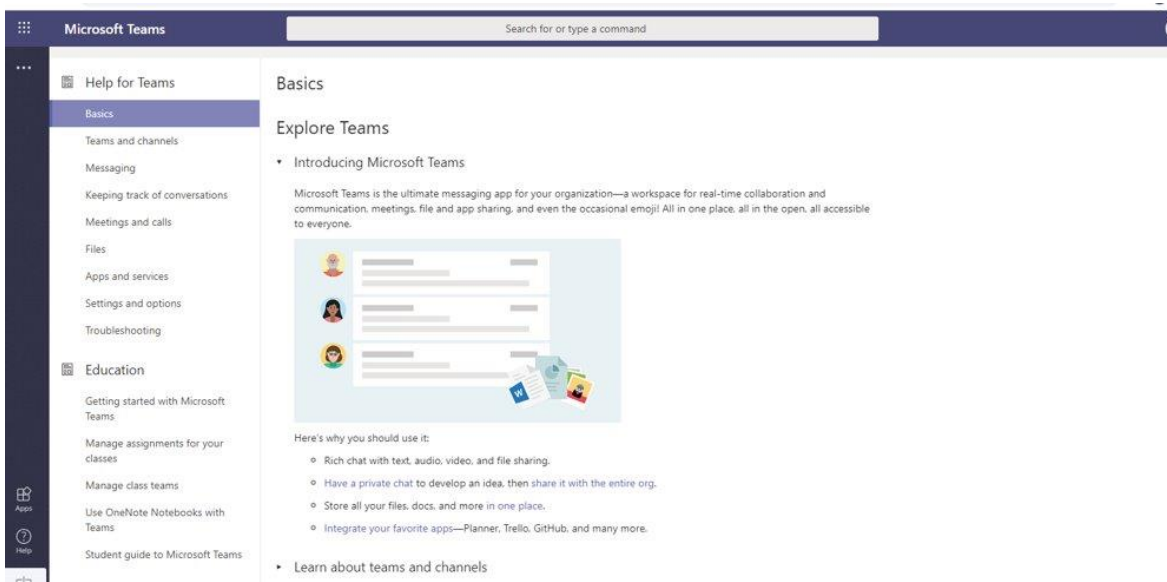 Microsoft Teams
Search for or type a command
Help for Teams
Basics
Teams and channels
Messaging
Keeping track of conversations
Meetings and calls
Files
Apps and services
Settings and options
Troubleshooting
Education
Getting started with Microsoft
Teams
Manage assignments for your
classes
Manage class teams
Use OneNote Notebooks with
Teams
Student guide to Microsoft Teams
Apps
Help
Basics
Explore Teams
Introducing Microsoft Teams
Microsoft Teams is the ultimate messaging app for your organization—a workspace for real-time collaboration and
communication, meetings, file and app sharing, and even the occasional emoji! All in one place, all in the open, all accessible
to everyone.
W
Here's why you should use it:
Rich chat with text, audio, video, and file sharing.
Have a private chat to develop an idea, then share it with the entire org.
Store all your files, docs, and more in one place.
Integrate your favorite apps—Planner, Trello, GitHub, and many more.
Learn about teams and channels